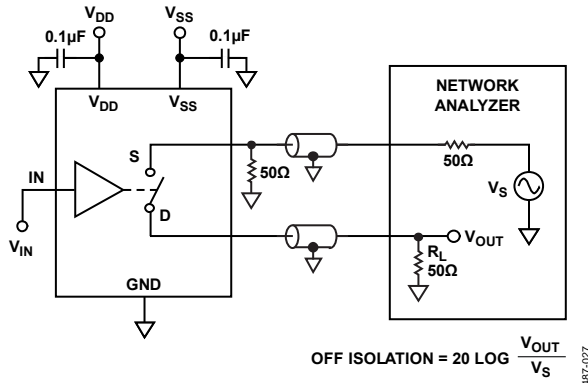 VDD
VSS
0.1µF
0.1µF
VDD
VSS
NETWORK
ANALYZER
S
50Ω
50Ω
IN
VS
D
VIN
VOUT
RL
50Ω
GND
OFF ISOLATION = 20 LOG VOUT
VS